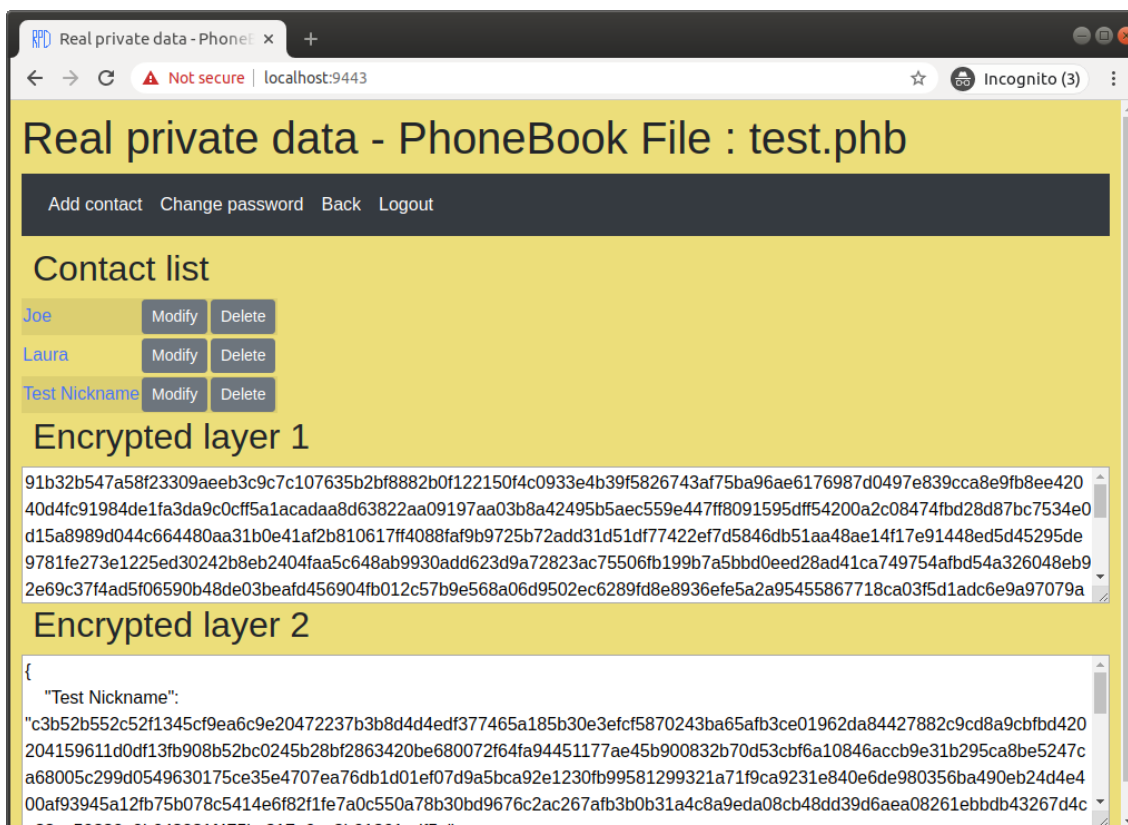 RPD Real private data - PhoneB
Not secure localhost:9443 Incognito (3)
Real private data - PhoneBook File : test.phb
Add contact Change password Back Logout
Contact list
Joe Modify Delete
Laura Modify Delete
Test Nickname Modify Delete
Encrypted layer 1
91b32b547a58f23309aeeb3c9c7c107635b2bf8882b0f122150f4c0933e4b39f5826743af75ba96ae6176987d0497e839cca8e9fb8ee420
40d4fc91984de1fa3da9c0cff5a1acadaa8d63822aa09197aa03b8a42495b5aec559e447ff8091595dff54200a2c08474fbd28d87bc7534e0
d15a8989d044c664480aa31b0e41af2b810617ff4088faf9b9725b72add31d51df77422ef7d5846db51aa48ae14f17e91448ed5d45295de
9781fe273e1225ed30242b8eb2404faa5c648ab9930add623d9a72823ac75506fb199b7a5bbd0eed28ad41ca749754afbd54a326048eb9
2e69c37f4ad5f06590b48de03beafd456904fb012c57b9e568a06d9502ec6289fd8e8936efe5a2a95455867718ca03f5d1adc6e9a97079a
Encrypted layer 2
{
"Test Nickname":
"c3b52b552c52f1345cf9ea6c9e20472237b3b8d4d4edf377465a185b30e3efcf5870243ba65afb3ce01962da84427882c9cd8a9cbfbd420
204159611d0df13fb908b52bc0245b28bf2863420be680072f64fa94451177ae45b900832b70d53cbf6a10846accb9e31b295ca8be5247c
a68005c299d0549630175ce35e4707ea76db1d01ef07d9a5bca92e1230fb99581299321a71f9ca9231e840e6de980356ba490eb24d4e4
00af93945a12fb75b078c5414e6f82f1fe7a0c550a78b30bd9676c2ac267afb3b0b31a4c8a9eda08cb48dd39d6aea08261ebbdb43267d4c